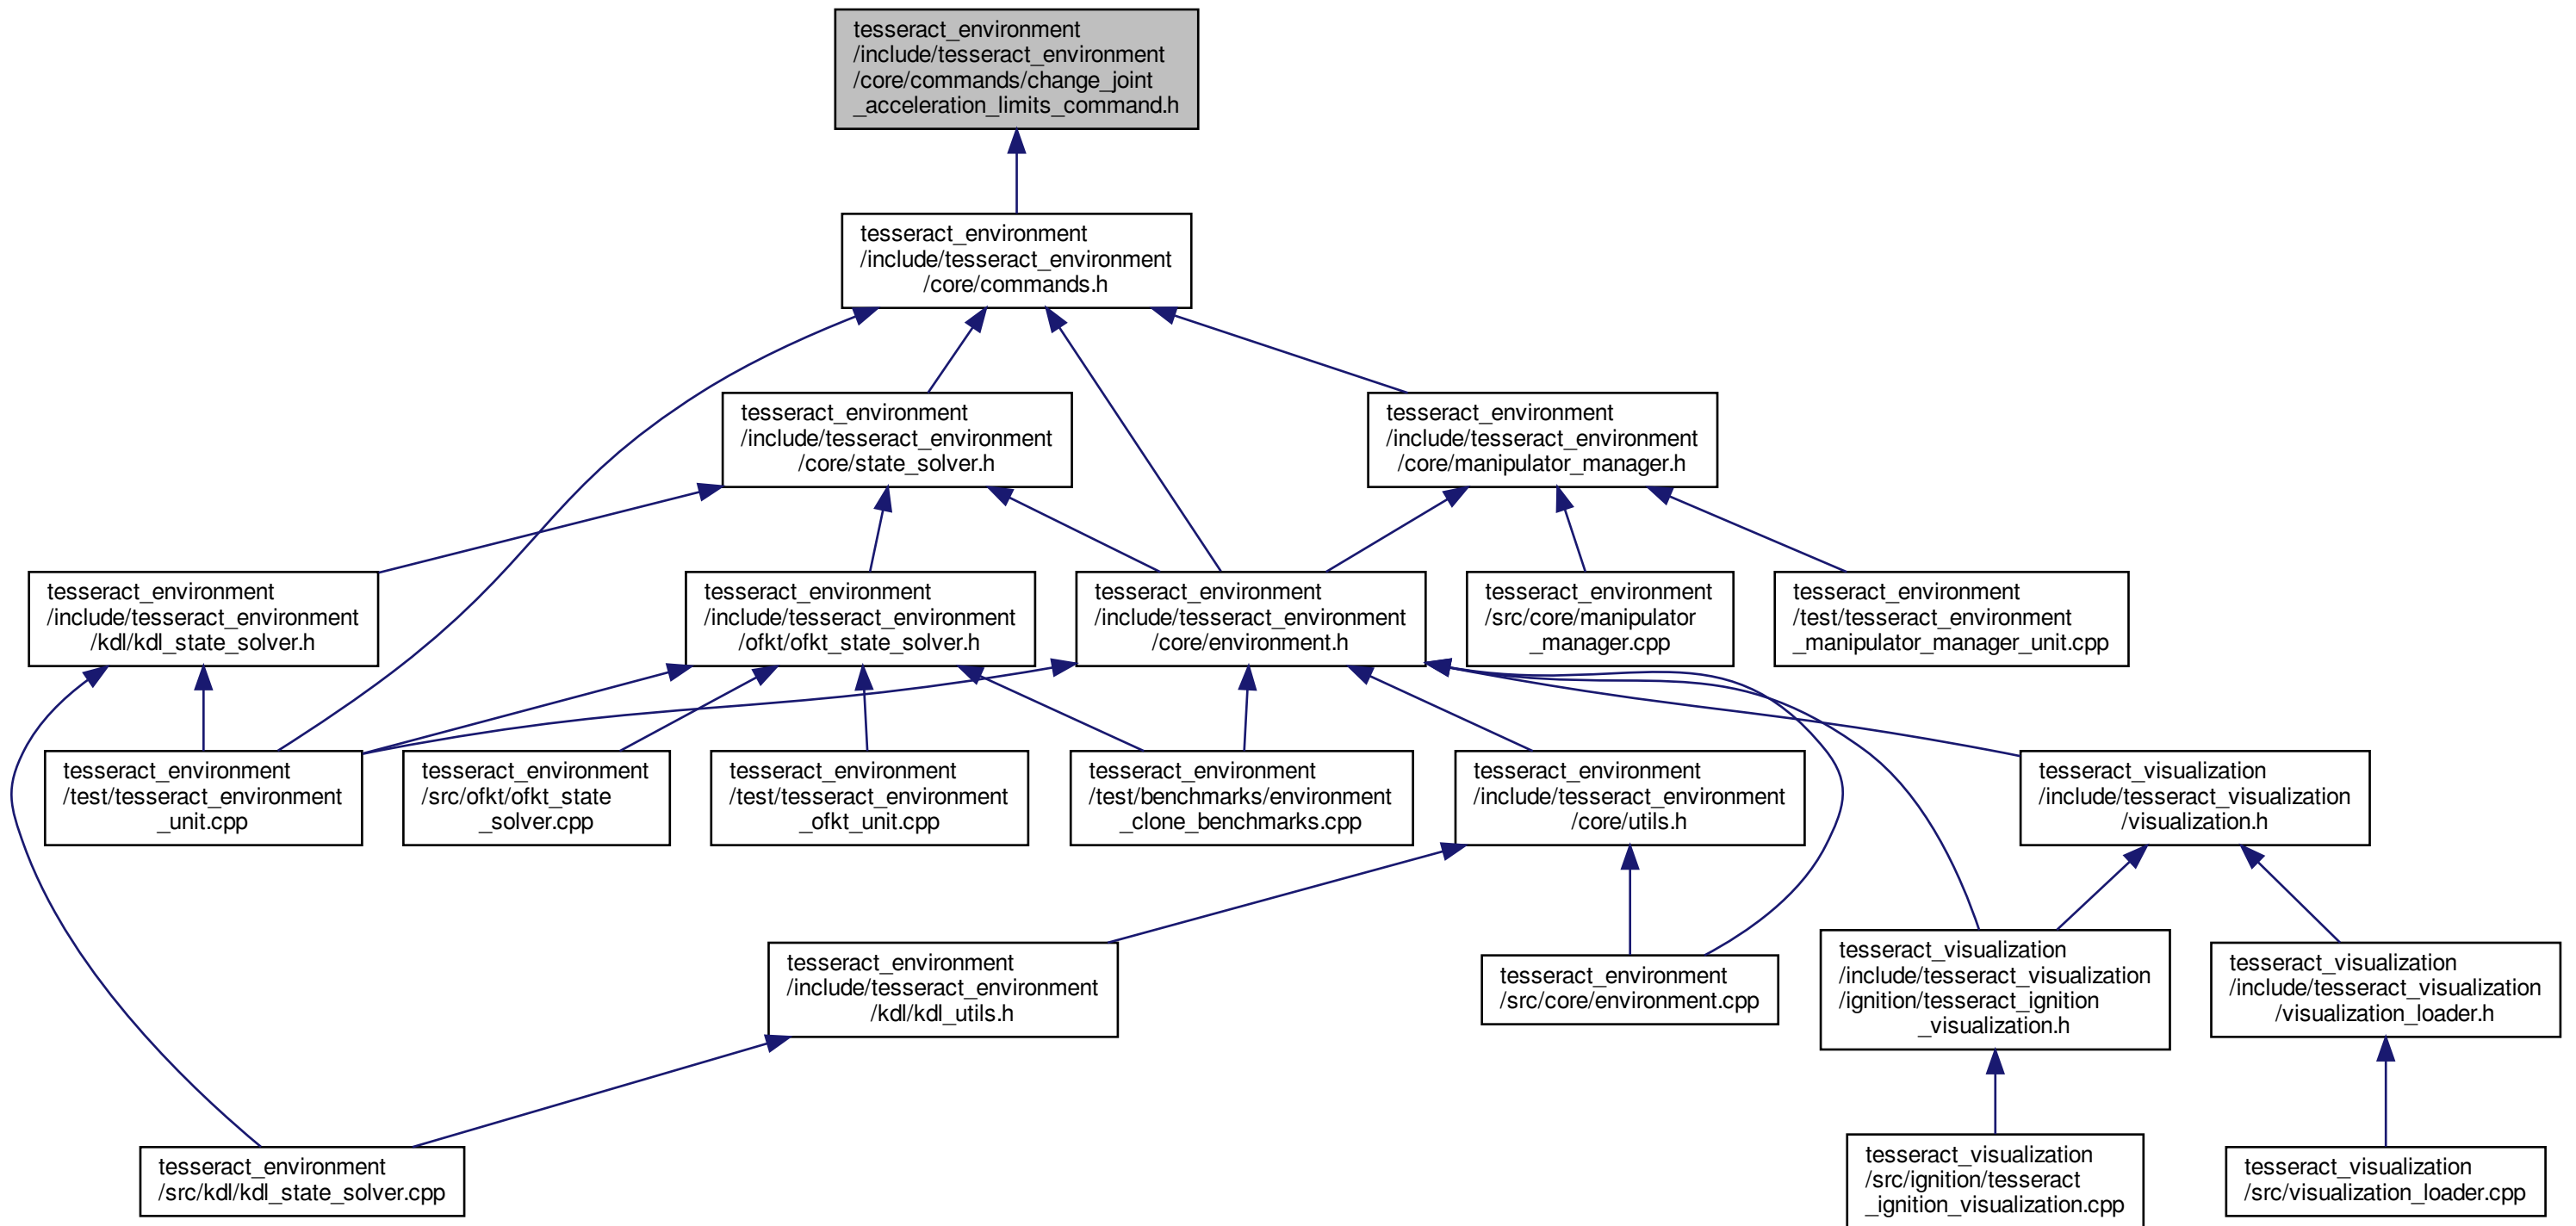 tesseract_environment
/include/tesseract_environment
/core/commands/change_joint
_acceleration_limits_command.h
tesseract_environment
/include/tesseract_environment
/core/commands.h
tesseract_environment
/include/tesseract_environment
/core/state_solver.h
tesseract_environment
/include/tesseract_environment
/core/manipulator_manager.h
tesseract_environment
/include/tesseract_environment
/kdl/kdl_state_solver.h
tesseract_environment
/include/tesseract_environment
/ofkt/ofkt_state_solver.h
tesseract_environment
/include/tesseract_environment
/core/environment.h
tesseract_environment
/src/core/manipulator
_manager.cpp
tesseract_environment
/test/tesseract_environment
_manipulator_manager_unit.cpp
tesseract_environment
/test/tesseract_environment
_unit.cpp
tesseract_environment
/src/ofkt/ofkt_state
_solver.cpp
tesseract_environment
/test/tesseract_environment
_ofkt_unit.cpp
tesseract_environment
/test/benchmarks/environment
_clone_benchmarks.cpp
tesseract_environment
/include/tesseract_environment
/core/utils.h
tesseract_visualization
/include/tesseract_visualization
/visualization.h
tesseract_environment
/include/tesseract_environment
/kdl/kdl_utils.h
tesseract_environment
/src/core/environment.cpp
tesseract_visualization
/include/tesseract_visualization
/ignition/tesseract_ignition
_visualization.h
tesseract_visualization
/include/tesseract_visualization
/visualization_loader.h
tesseract_environment
/src/kdl/kdl_state_solver.cpp
tesseract_visualization
/src/ignition/tesseract
_ignition_visualization.cpp
tesseract_visualization
/src/visualization_loader.cpp